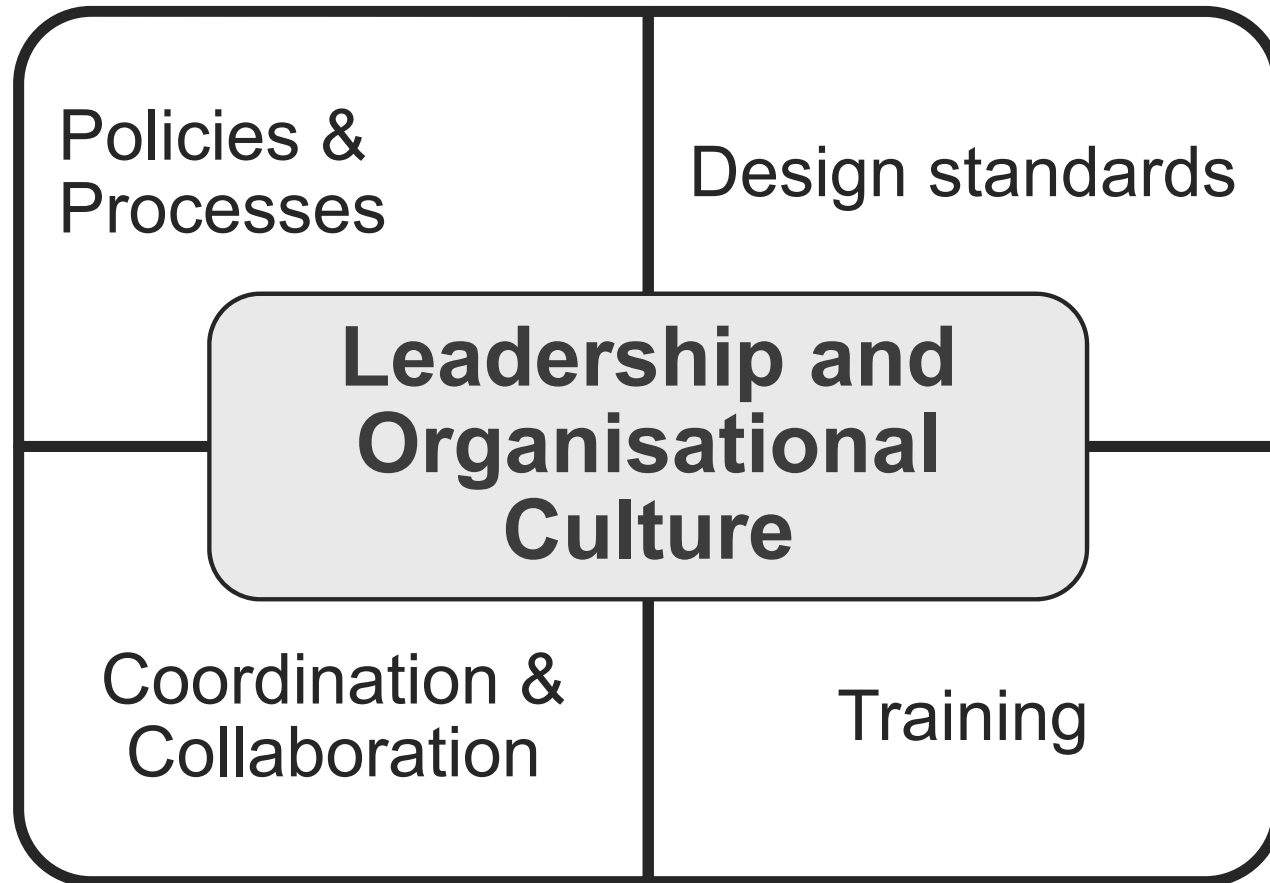 Policies &
Processes
Design standards
Leadership and
Organisational
Culture
Coordination &
Collaboration
Training